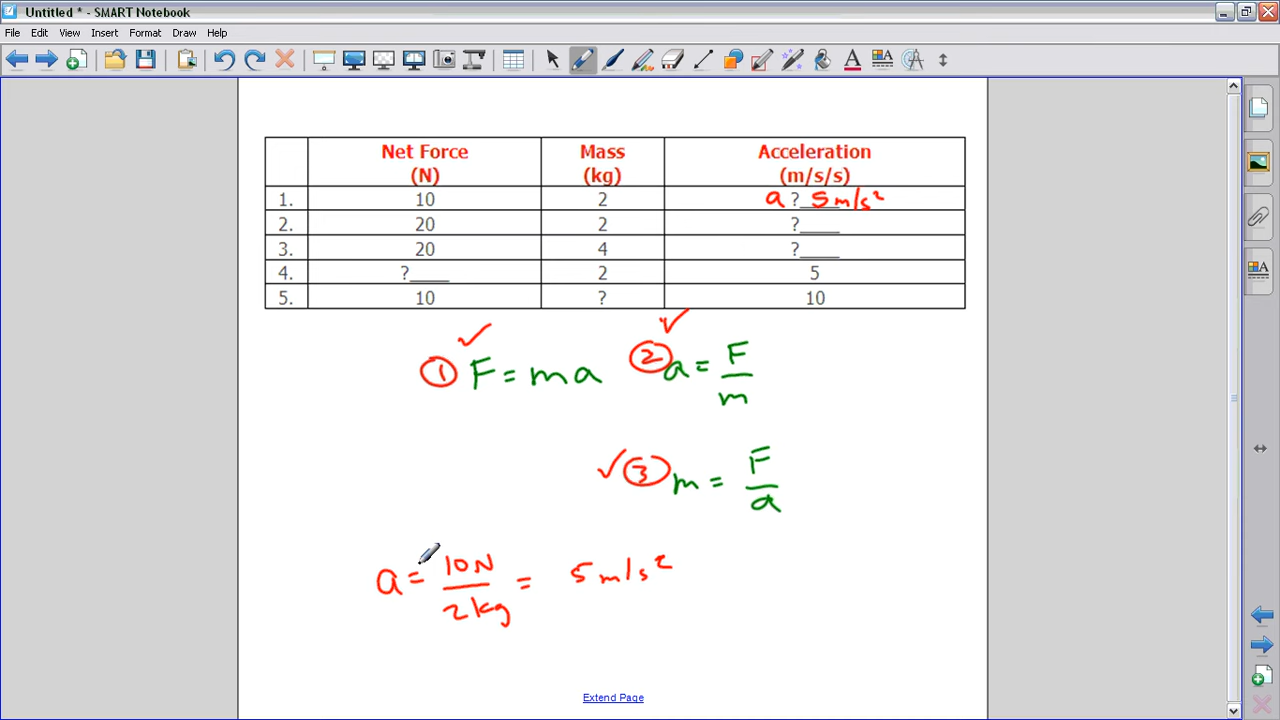 Untitled * - SMART Notebook
File Edit View Insert Format Draw Help
Net Force (N) Mass (kg) Acceleration (m/s/s)
1. 10 2 a ?____ 5 m/s²
2. 20 2 ?____
3. 20 4 ?____
4. ?____ 2 5
5. 10 ? 10
① F = ma ② a = F/m
③ m = F/a
a = 10N/2kg = 5 m/s²
Extend Page